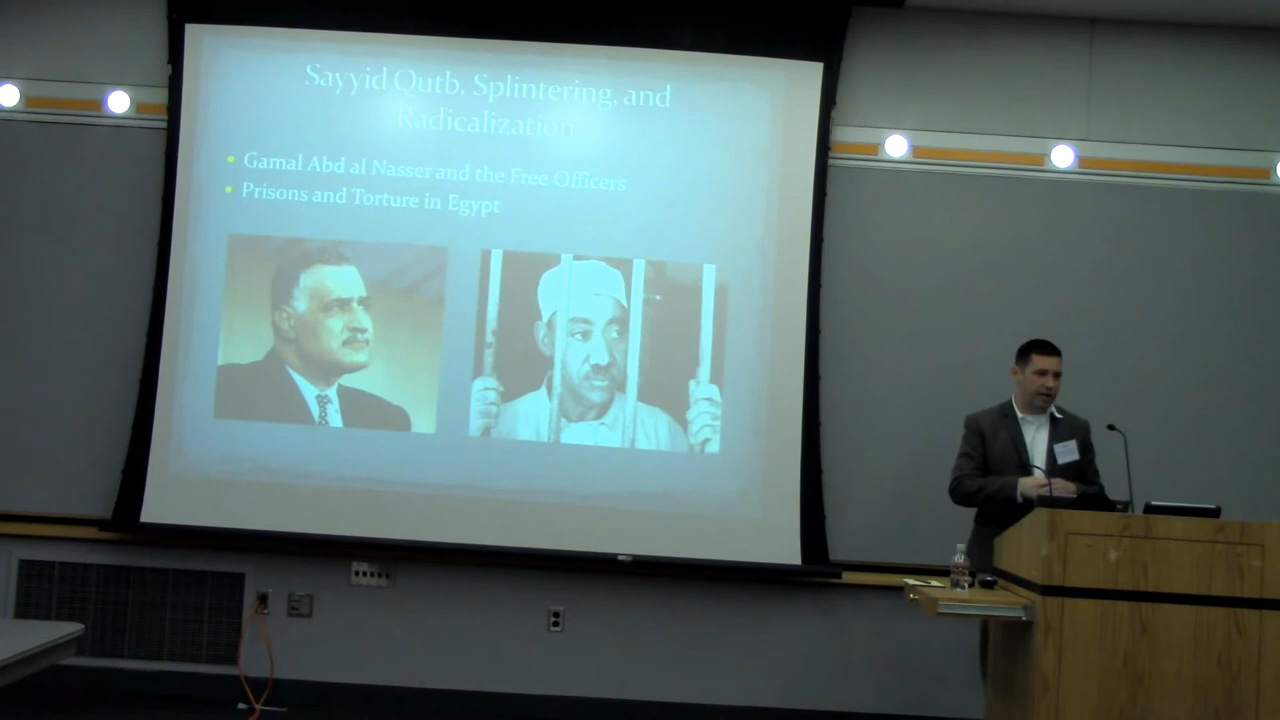 Sayyid Qutb, Splintering, and
Radicalization
Gamal Abd al Nasser and the Free Officers
Prisons and Torture in Egypt